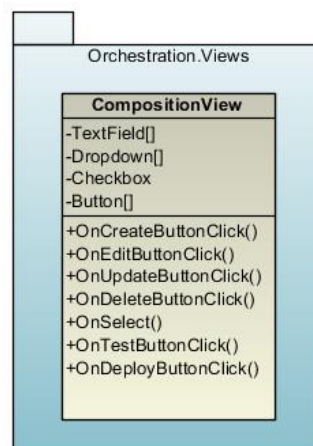 Orchestration.Views
CompositionView
-TextField[]
-Dropdown[]
-Checkbox
-Button[]
+OnCreateButtonClick()
+OnEditButtonClick()
+OnUpdateButtonClick()
+OnDeleteButtonClick()
+OnSelect()
+OnTestButtonClick()
+OnDeployButtonClick()